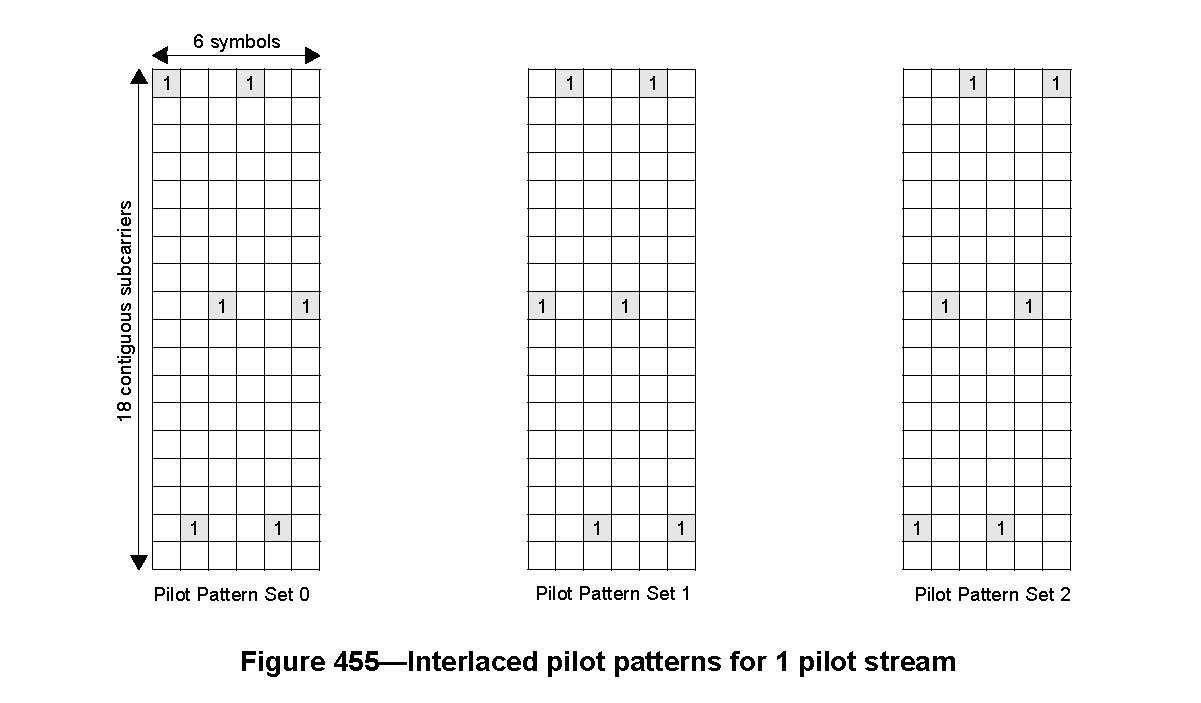 6 symbols
18 contiguous subcarriers
1 1 1 1 1 1
1 1 1 1 1 1
1 1 1 1 1 1
Pilot Pattern Set 0 Pilot Pattern Set 1 Pilot Pattern Set 2
Figure 455—Interlaced pilot patterns for 1 pilot stream